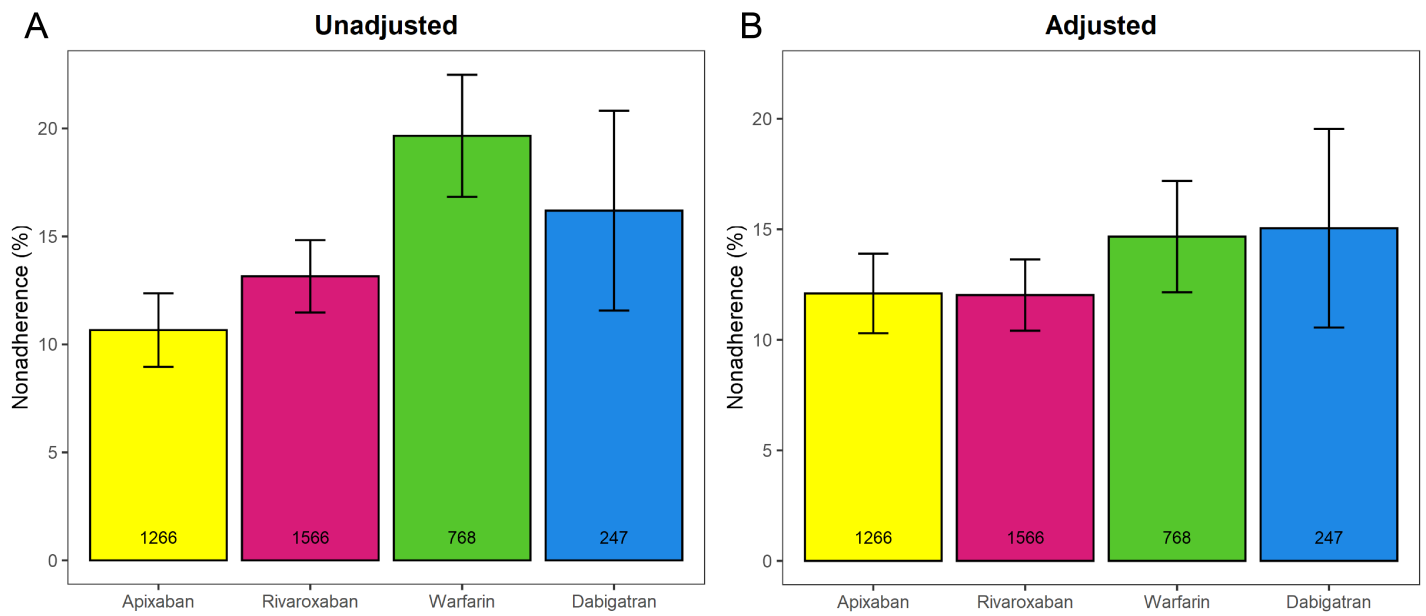 A
Unadjusted
Nonadherence (%)
20
15
10
5
0
1266
1566
768
247
Apixaban
Rivaroxaban
Warfarin
Dabigatran
B
Adjusted
Nonadherence (%)
20
15
10
5
0
1266
1566
768
247
Apixaban
Rivaroxaban
Warfarin
Dabigatran